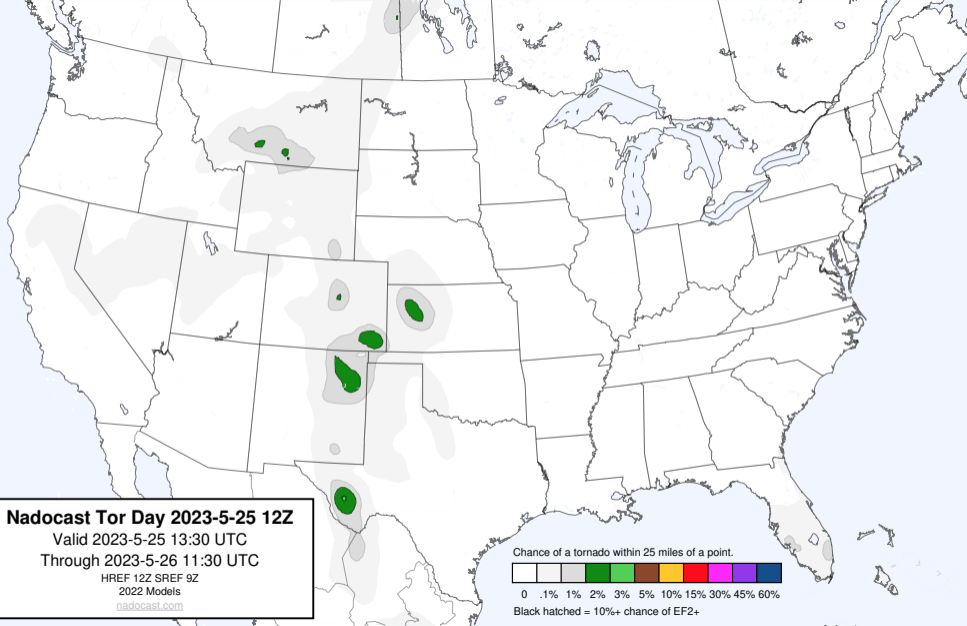 Nadocast Tor Day 2023-5-25 12Z
Valid 2023-5-25 13:30 UTC
Through 2023-5-26 11:30 UTC
HREF 12Z SREF 9Z
2022 Models
nadocast.com
Chance of a tornado within 25 miles of a point.
0 .1% 1% 2% 3% 5% 10% 15% 30% 45% 60%
Black hatched = 10%+ chance of EF2+